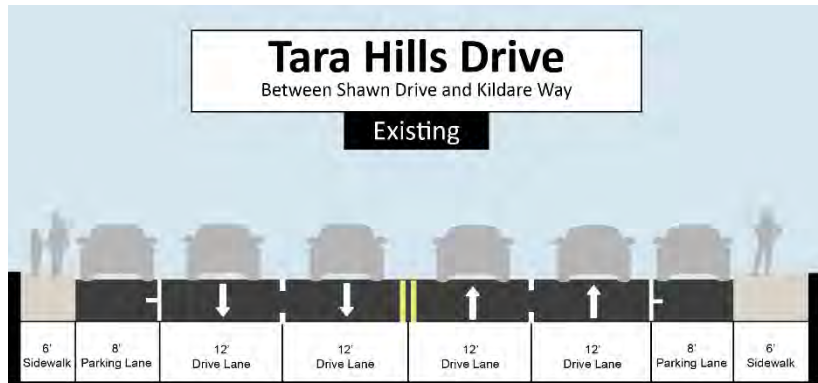 Tara Hills Drive
Between Shawn Drive and Kildare Way
Existing
6'
Sidewalk
8'
Parking Lane
12'
Drive Lane
12'
Drive Lane
12'
Drive Lane
12'
Drive Lane
8'
Parking Lane
6'
Sidewalk